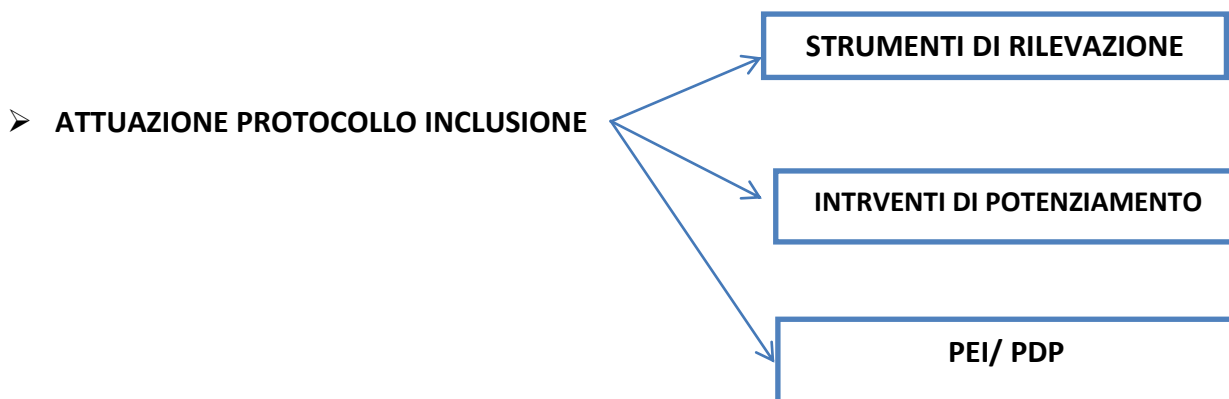 STRUMENTI DI RILEVAZIONE
➢ ATTUAZIONE PROTOCOLLO INCLUSIONE
INTRVENTI DI POTENZIAMENTO
PEI/ PDP